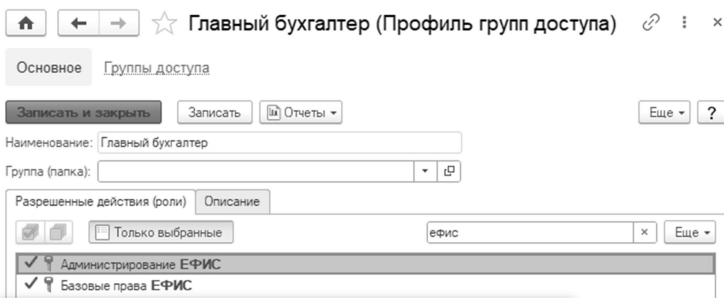 Главный бухгалтер (Профиль групп доступа)
Основное Группы доступа
Записать и закрыть Записать Отчеты Еще ?
Наименование: Главный бухгалтер
Группа (папка):
Разрешенные действия (роли) Описание
Только выбранные ефис × Еще
Администрирование ЕФИС
Базовые права ЕФИС